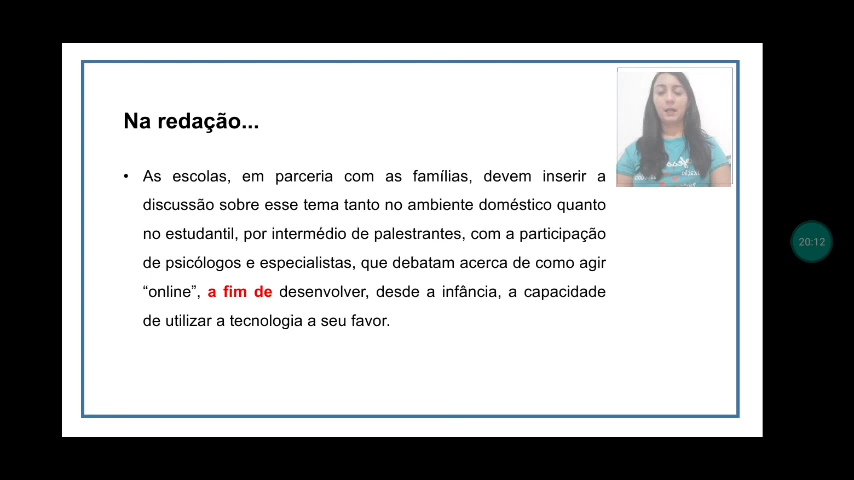 Na redação...
• As escolas, em parceria com as famílias, devem inserir a
discussão sobre esse tema tanto no ambiente doméstico quanto
no estudantil, por intermédio de palestrantes, com a participação
de psicólogos e especialistas, que debatam acerca de como agir
“online”, a fim de desenvolver, desde a infância, a capacidade
de utilizar a tecnologia a seu favor.
20:12